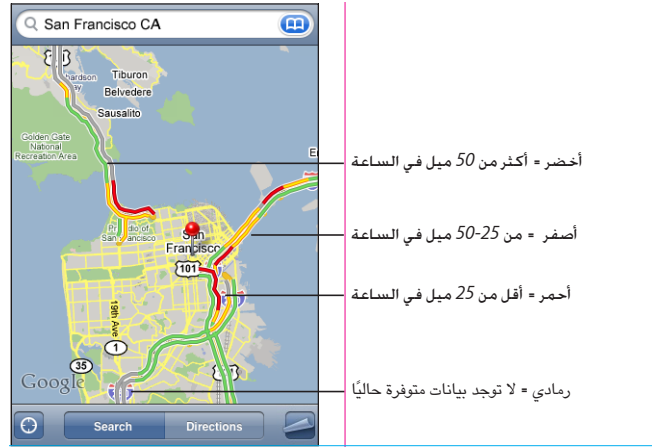 San Francisco CA
Tiburon
Belvedere
Sausalito
Golden Gate
National
Recreation Area
أخضر = أكثر من 50 ميل في الساعة
أصفر = من 25-50 ميل في الساعة
San
Francisco
101
أحمر = أقل من 25 ميل في الساعة
19th Ave
1
35
Google
رمادي = لا توجد بيانات متوفرة حاليًا
Search
Directions